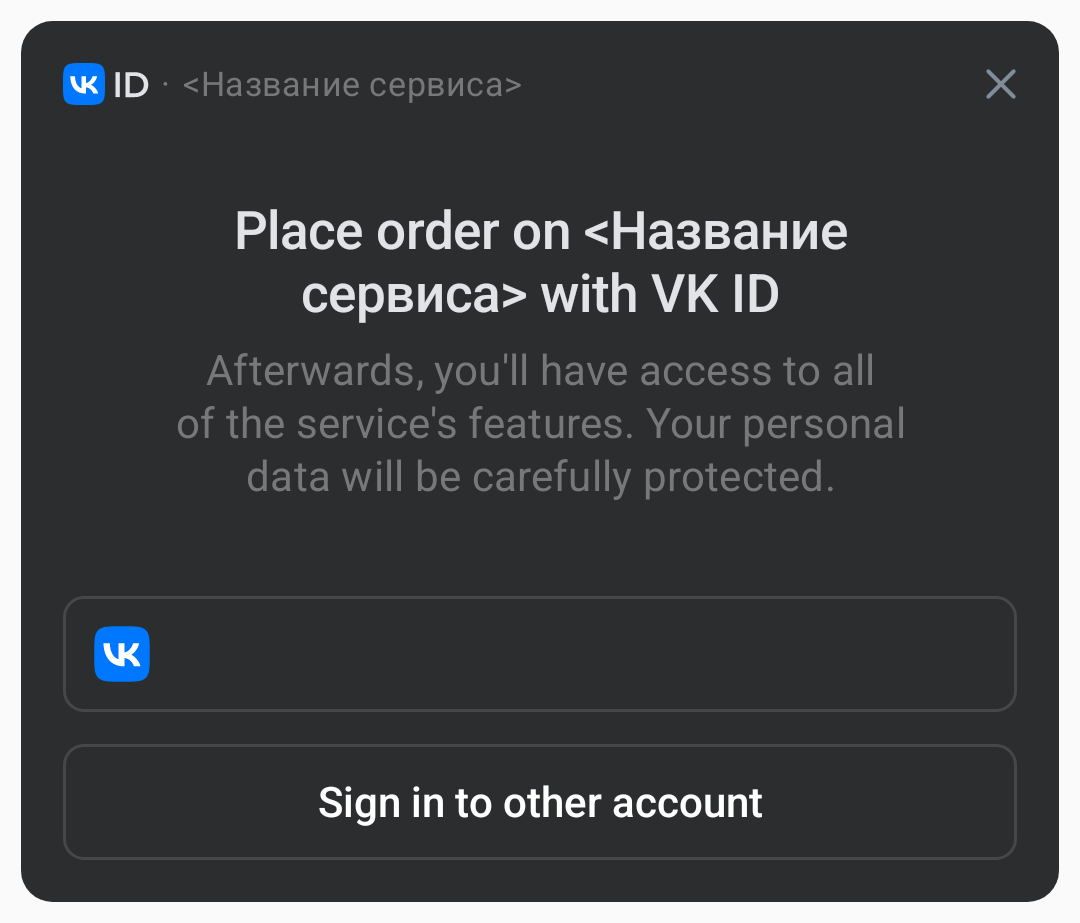 VK ID · <Название сервиса>
Place order on <Название
сервиса> with VK ID
Afterwards, you'll have access to all
of the service's features. Your personal
data will be carefully protected.
VK
Sign in to other account